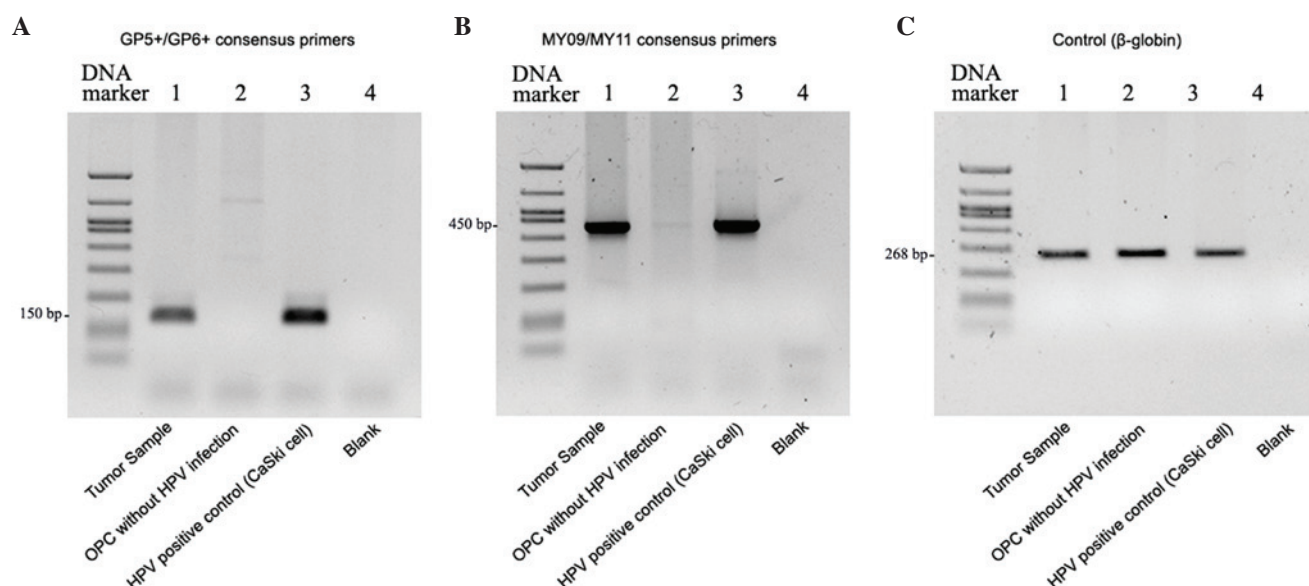 A
GP5+/GP6+ consensus primers
DNA
marker 1 2 3 4
150 bp
Tumor Sample
OPC without HPV infection
HPV positive control (CaSki cell)
Blank
B
MY09/MY11 consensus primers
DNA
marker 1 2 3 4
450 bp
Tumor Sample
OPC without HPV infection
HPV positive control (CaSki cell)
Blank
C
Control (β-globin)
DNA
marker 1 2 3 4
268 bp
Tumor Sample
OPC without HPV infection
HPV positive control (CaSki cell)
Blank